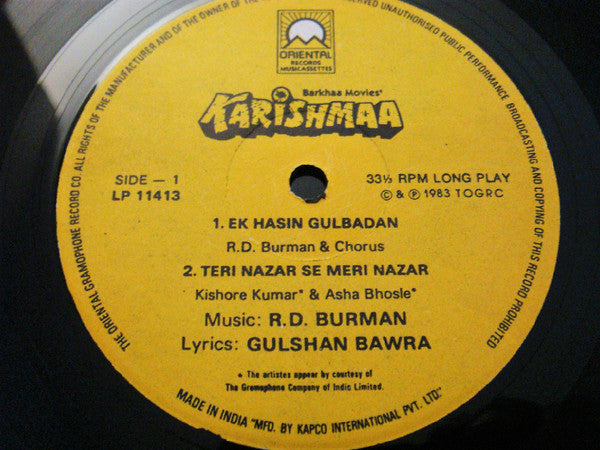 THE ORIENTAL GRAMOPHONE RECORD CO. ALL RIGHTS OF THE MANUFACTURER AND OF THE OWNER OF THE
RESERVED UNAUTHORISED PUBLIC PERFORMANCE BROADCASTING AND COPYING OF THIS RECORD PROHIBITED
ORIENTAL
RECORDS
MUSICASSETTES
Barkhaa Movies'
KARISHMAA
SIDE — 1
LP 11413
33⅓ RPM LONG PLAY
© & ℗ 1983 TOGRC
1. EK HASIN GULBADAN
R.D. Burman & Chorus
2. TERI NAZAR SE MERI NAZAR
Kishore Kumar* & Asha Bhosle*
Music: R.D. BURMAN
Lyrics: GULSHAN BAWRA
* The artistes appear by courtesy of
The Gramophone Company of Indic Limited.
MADE IN INDIA "MFD. BY KAPCO INTERNATIONAL PVT. LTD."